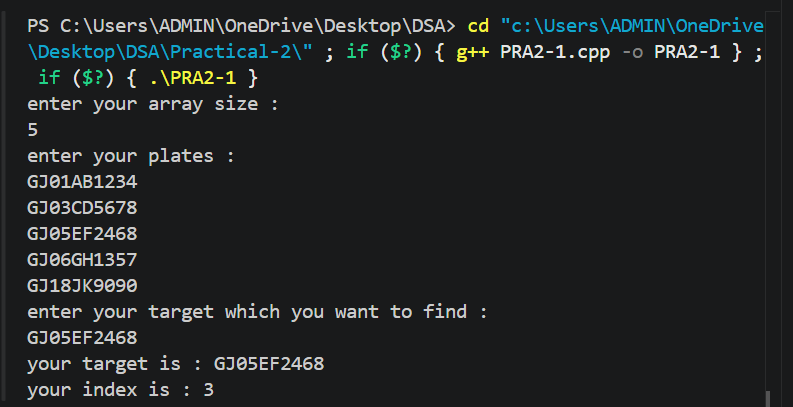 PS C:\Users\ADMIN\OneDrive\Desktop\DSA> cd "c:\Users\ADMIN\OneDrive
\Desktop\DSA\Practical-2\" ; if ($?) { g++ PRA2-1.cpp -o PRA2-1 } ;
 if ($?) { .\PRA2-1 }
enter your array size :
5
enter your plates :
GJ01AB1234
GJ03CD5678
GJ05EF2468
GJ06GH1357
GJ18JK9090
enter your target which you want to find :
GJ05EF2468
your target is : GJ05EF2468
your index is : 3